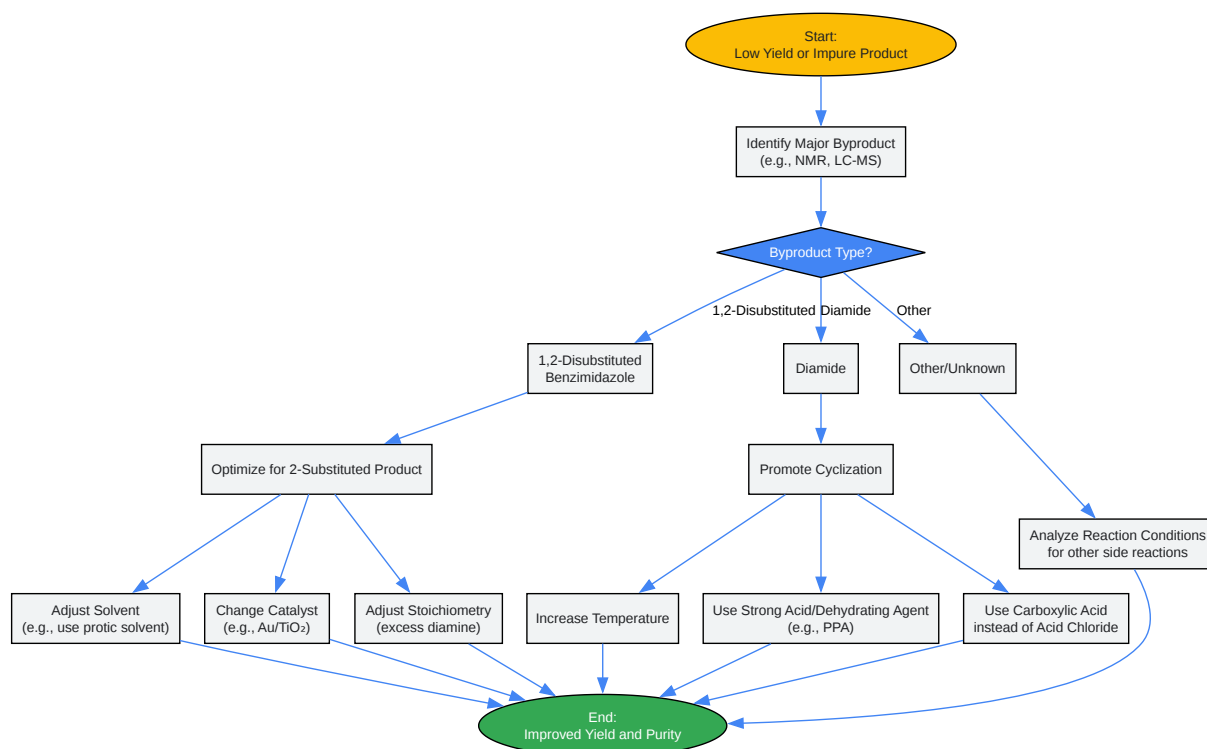 Start:
Low Yield or Impure Product
Identify Major Byproduct
(e.g., NMR, LC-MS)
Byproduct Type?
1,2-Disubstituted
Diamide
Other
1,2-Disubstituted
Benzimidazole
Diamide
Other/Unknown
Optimize for 2-Substituted Product
Promote Cyclization
Analyze Reaction Conditions
for other side reactions
Adjust Solvent
(e.g., use protic solvent)
Change Catalyst
(e.g., Au/TiO₂)
Adjust Stoichiometry
(excess diamine)
Increase Temperature
Use Strong Acid/Dehydrating Agent
(e.g., PPA)
Use Carboxylic Acid
instead of Acid Chloride
End:
Improved Yield and Purity